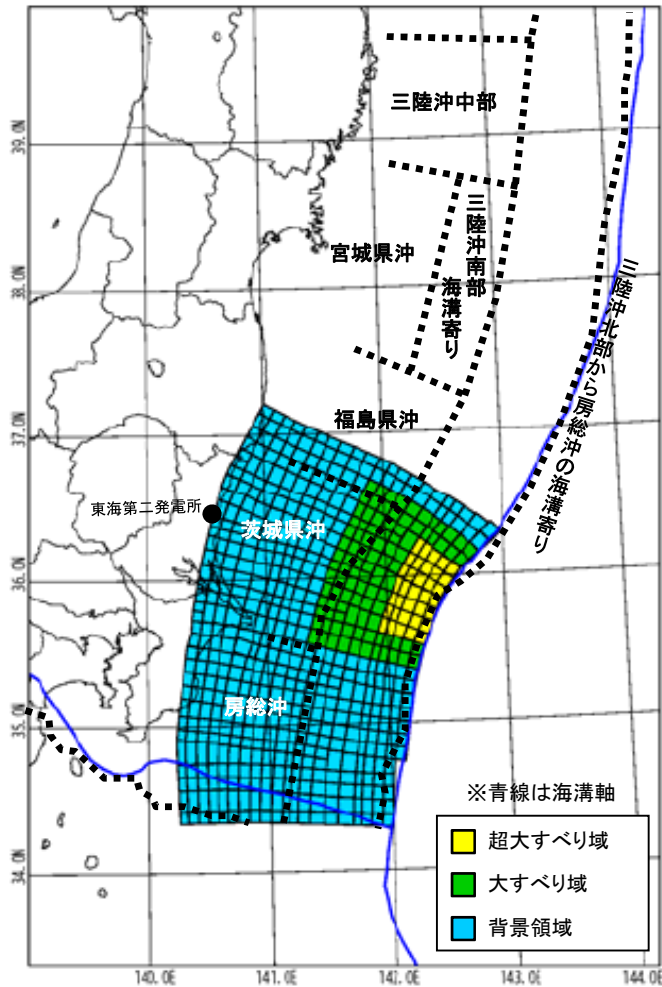 三陸沖中部
39.0N
三陸沖南部
海溝寄り
宮城県沖
38.0N
三陸沖北部から房総沖の海溝寄り
福島県沖
37.0N
東海第二発電所
茨城県沖
36.0N
房総沖
35.0N
※青線は海溝軸
超大すべり域
大すべり域
背景領域
34.0N
140.0E
141.0E
142.0E
143.0E
144.0E